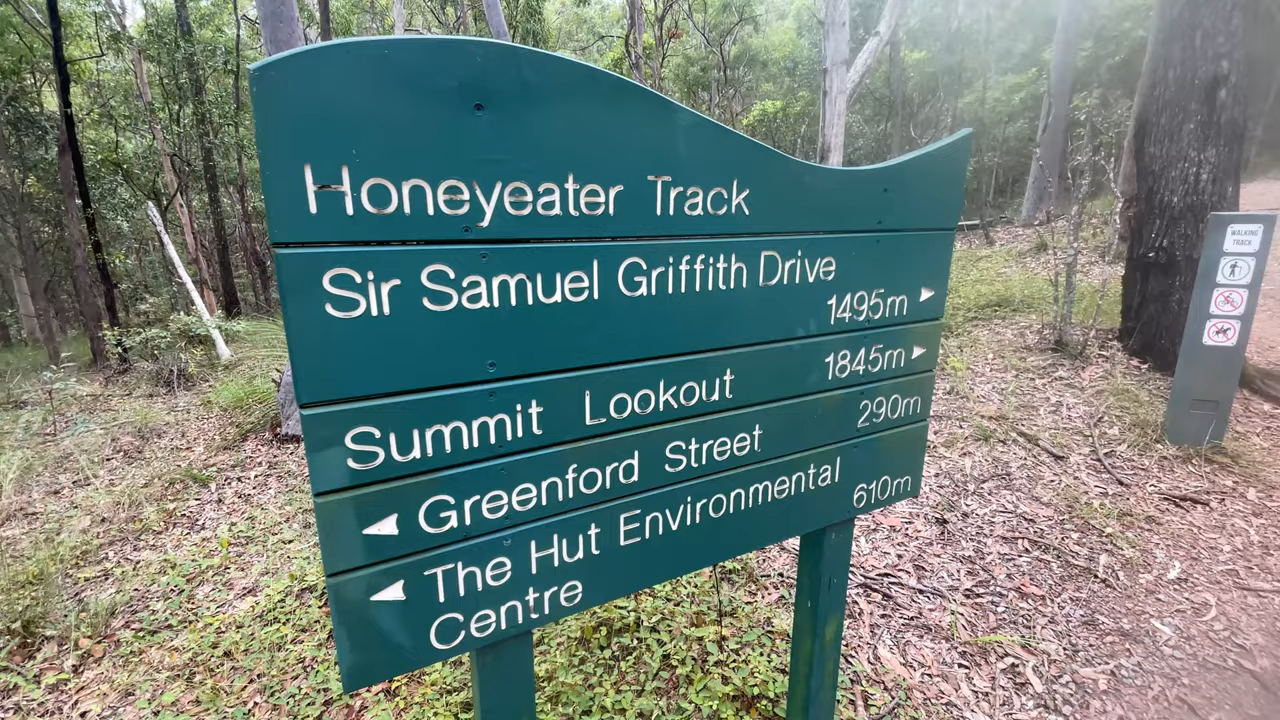 Honeyeater Track
Sir Samuel Griffith Drive
1495m
Summit Lookout 1845m
Greenford Street 290m
The Hut Environmental 610m
Centre
WALKING
TRACK